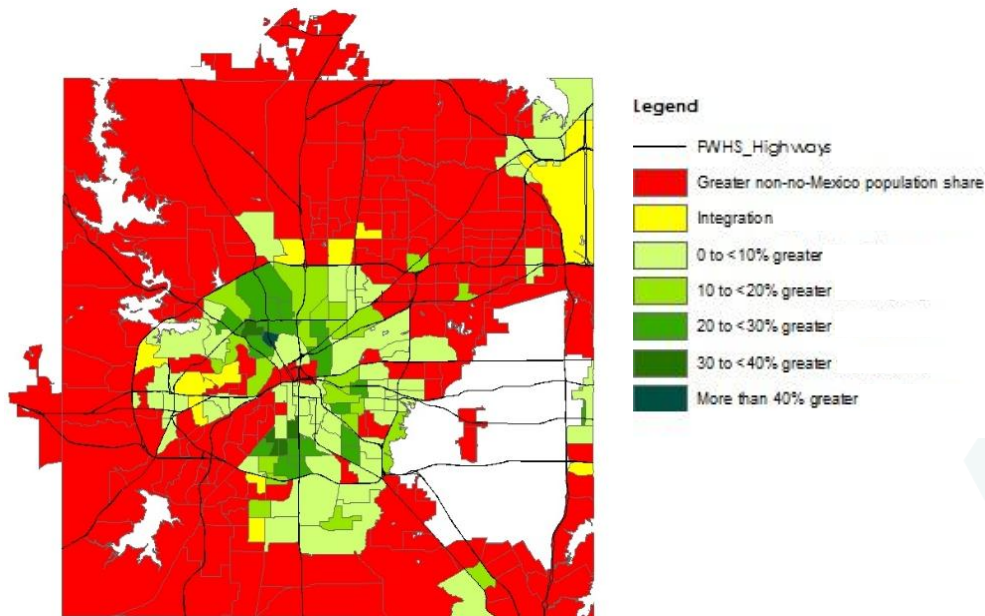 Legend
FWHS_Highways
Greater non-no-Mexico population share
Integration
0 to <10% greater
10 to <20% greater
20 to <30% greater
30 to <40% greater
More than 40% greater